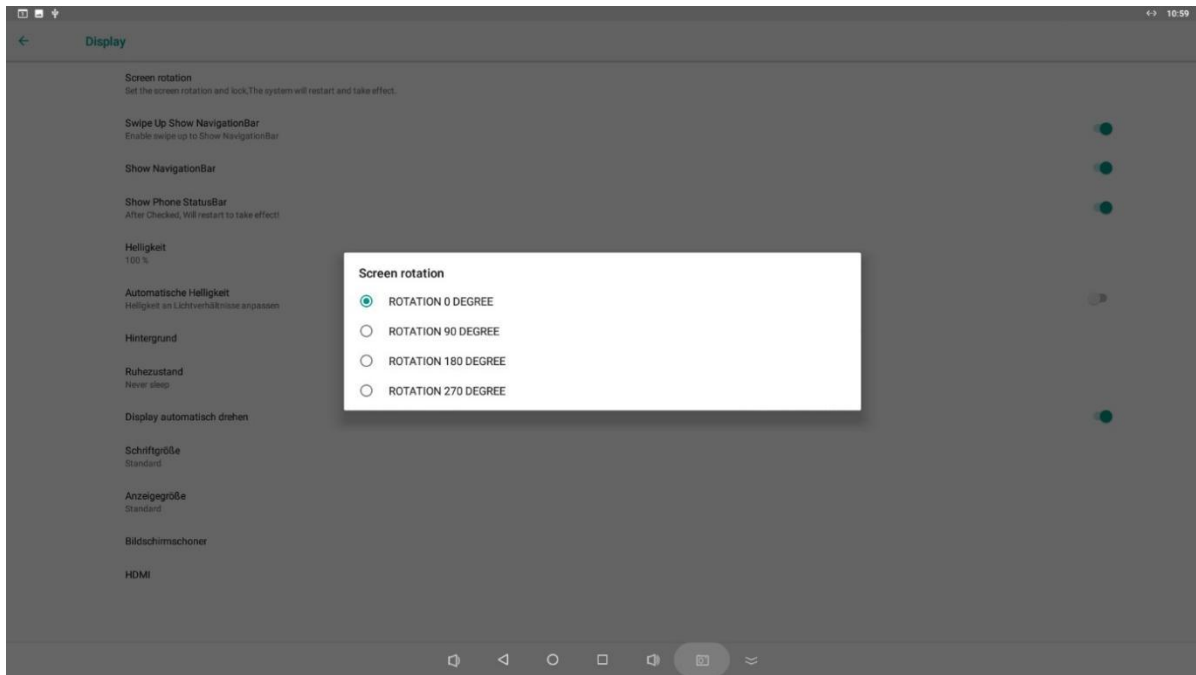 10:59
Display
Screen rotation
Set the screen rotation and lock,The system will restart and take effect.
Swipe Up Show NavigationBar
Enable swipe up to Show NavigationBar
Show NavigationBar
Show Phone StatusBar
After Checked, Will restart to take effect!
Helligkeit
100 %
Automatische Helligkeit
Helligkeit an Lichtverhältnisse anpassen
Hintergrund
Ruhezustand
Never sleep
Display automatisch drehen
Schriftgröße
Standard
Anzeigegröße
Standard
Bildschirmschoner
HDMI
Screen rotation
ROTATION 0 DEGREE
ROTATION 90 DEGREE
ROTATION 180 DEGREE
ROTATION 270 DEGREE